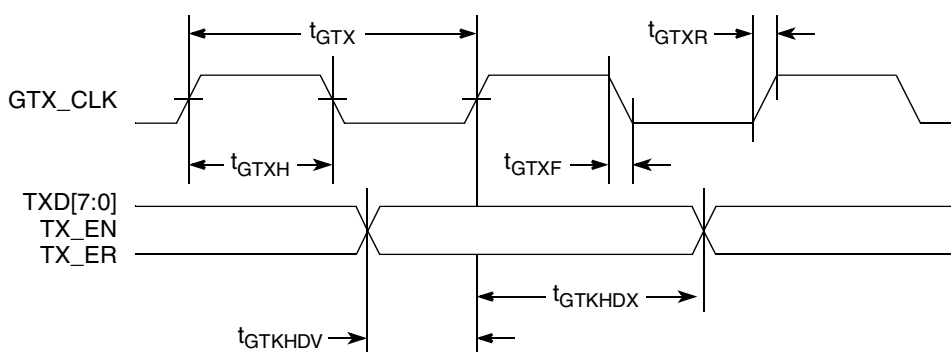 tGTX
tGTXR
GTX_CLK
tGTXH
tGTXF
TXD[7:0]
TX_EN
TX_ER
tGTKHDX
tGTKHDV